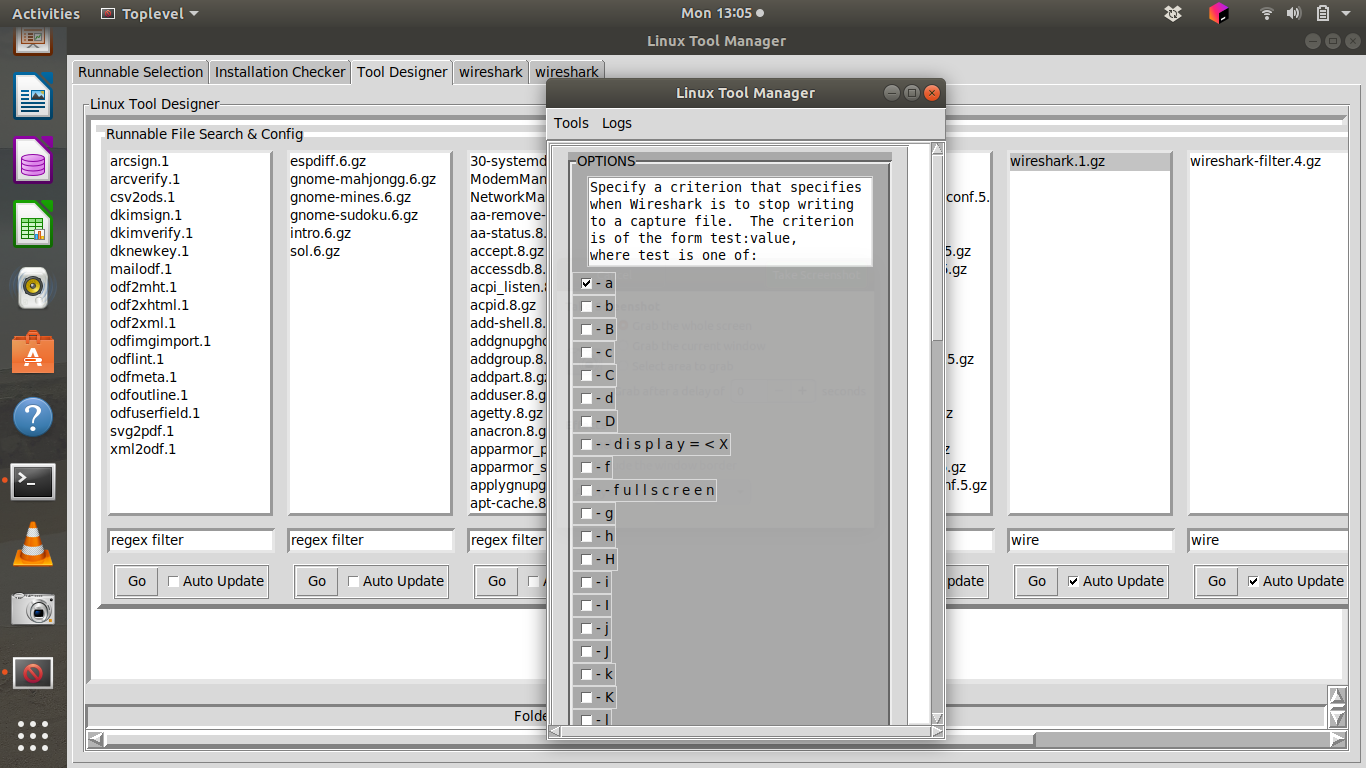 Activities
Toplevel
Mon 13:05
Linux Tool Manager
Runnable Selection
Installation Checker
Tool Designer
wireshark
wireshark
Linux Tool Designer
Runnable File Search & Config
arcsign.1
arcverify.1
csv2ods.1
dkimsign.1
dkimverify.1
dknewkey.1
mailodf.1
odf2mht.1
odf2xhtml.1
odf2xml.1
odfimgimport.1
odflint.1
odfmeta.1
odfoutline.1
odfuserfield.1
svg2pdf.1
xml2odf.1
regex filter
Go
Auto Update
espdiff.6.gz
gnome-mahjongg.6.gz
gnome-mines.6.gz
gnome-sudoku.6.gz
intro.6.gz
sol.6.gz
regex filter
Go
Auto Update
30-systemd
ModemMan
NetworkMa
aa-remove-
aa-status.8.
accept.8.gz
accessdb.8.
acpi_listen.8
acpid.8.gz
add-shell.8.
addgnupgho
addgroup.8.
addpart.8.gz
adduser.8.gz
agetty.8.gz
anacron.8.g
apparmor_p
apparmor_s
applygnupg
apt-cache.8
regex filter
Go
Linux Tool Manager
Tools Logs
OPTIONS
Specify a criterion that specifies
when Wireshark is to stop writing
to a capture file. The criterion
is of the form test:value,
where test is one of:
- a
- b
- B
- c
- C
- d
- D
- - d i s p l a y = < X
- f
- - f u l l s c r e e n
- g
- h
- H
- i
- I
- j
- J
- k
- K
- l
conf.5.
5.gz
.gz
5.gz
z
z
.gz
nf.5.gz
pdate
wireshark.1.gz
wire
Go
Auto Update
wireshark-filter.4.gz
wire
Go
Auto Update
Folde